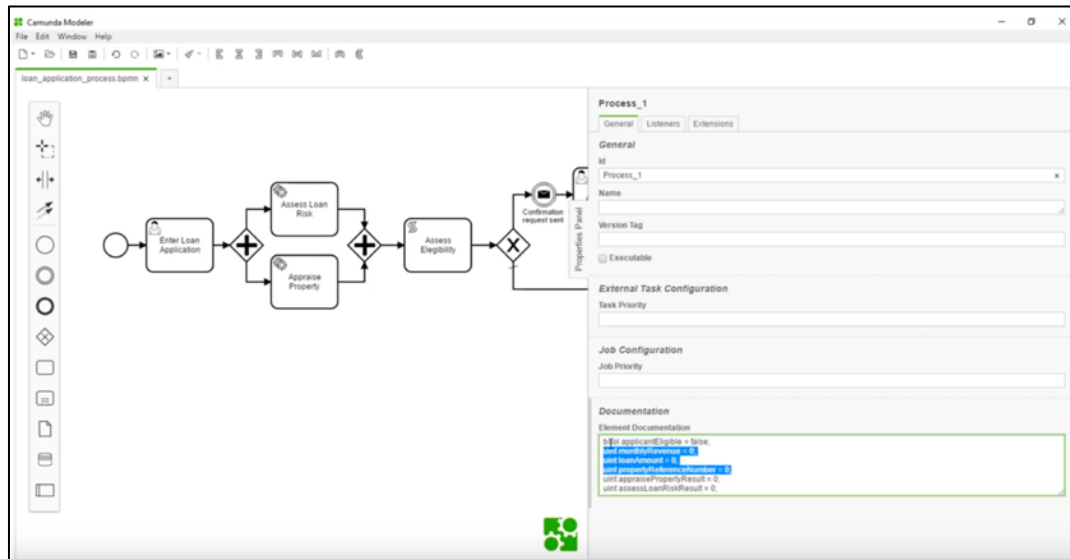 Camunda Modeler
File Edit Window Help
loan_application_process.bpmn × +
Enter Loan
Application
Assess Loan
Risk
Appraise
Property
Assess
Elegibility
Confirmation
request sent
Properties Panel
Process_1
General Listeners Extensions
General
Id
Process_1
Name
Version Tag
Executable
External Task Configuration
Task Priority
Job Configuration
Job Priority
Documentation
Element Documentation
bool applicantEligible = false;
uint monthlyRevenue = 0;
uint loanAmount = 0;
uint propertyReferenceNumber = 0;
uint appraisePropertyResult = 0;
uint assessLoanRiskResult = 0;